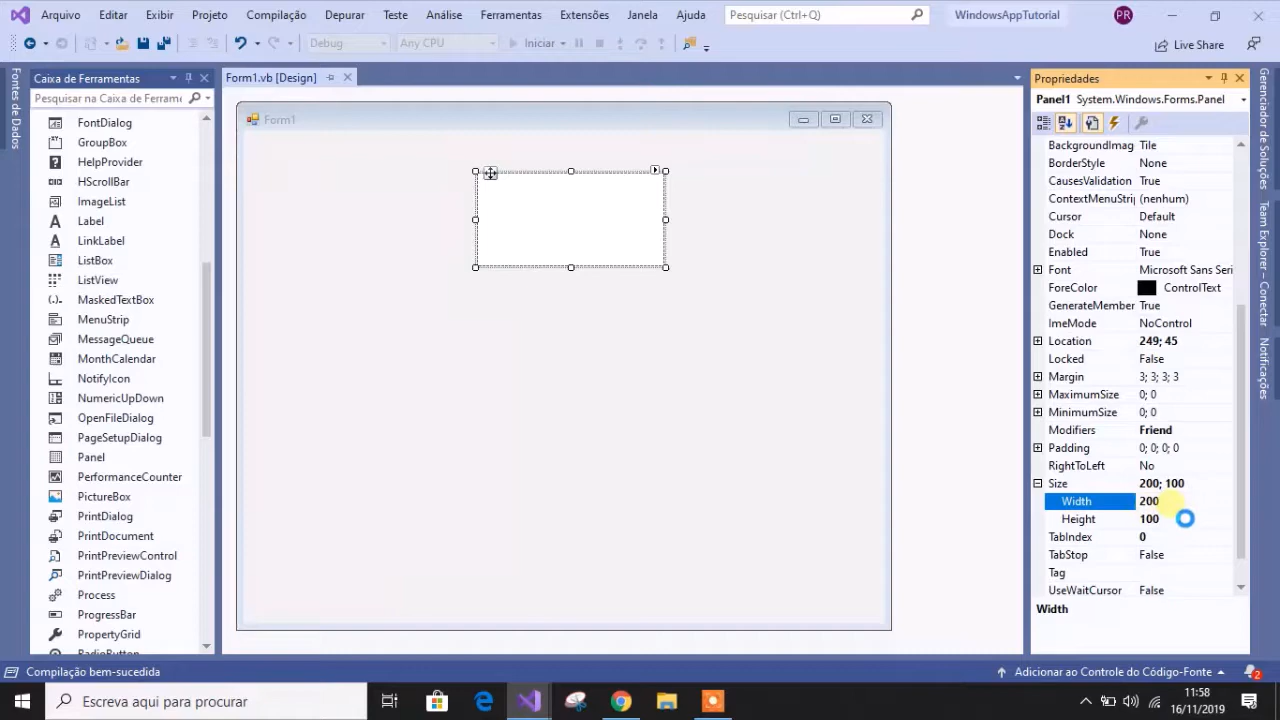 Arquivo Editar Exibir Projeto Compilação Depurar Teste Análise Ferramentas Extensões Janela Ajuda Pesquisar (Ctrl+Q) WindowsAppTutorial PR
Debug Any CPU Iniciar Live Share
Fontes de Dados
Caixa de Ferramentas
Pesquisar na Caixa de Ferrame
FontDialog
GroupBox
HelpProvider
HScrollBar
ImageList
Label
LinkLabel
ListBox
ListView
MaskedTextBox
MenuStrip
MessageQueue
MonthCalendar
NotifyIcon
NumericUpDown
OpenFileDialog
PageSetupDialog
Panel
PerformanceCounter
PictureBox
PrintDialog
PrintDocument
PrintPreviewControl
PrintPreviewDialog
Process
ProgressBar
PropertyGrid
RadioButton
Form1.vb [Design]
Form1
Propriedades
Panel1 System.Windows.Forms.Panel
BackgroundImag Tile
BorderStyle None
CausesValidation True
ContextMenuStrip (nenhum)
Cursor Default
Dock None
Enabled True
Font Microsoft Sans Seri
ForeColor ControlText
GenerateMember True
ImeMode NoControl
Location 249; 45
Locked False
Margin 3; 3; 3; 3
MaximumSize 0; 0
MinimumSize 0; 0
Modifiers Friend
Padding 0; 0; 0; 0
RightToLeft No
Size 200; 100
Width 200
Height 100
TabIndex 0
TabStop False
Tag
UseWaitCursor False
Width
Gerenciador de Soluções
Team Explorer – Conectar
Notificações
Compilação bem-sucedida Adicionar ao Controle do Código-Fonte 2
Escreva aqui para procurar
11:58
16/11/2019